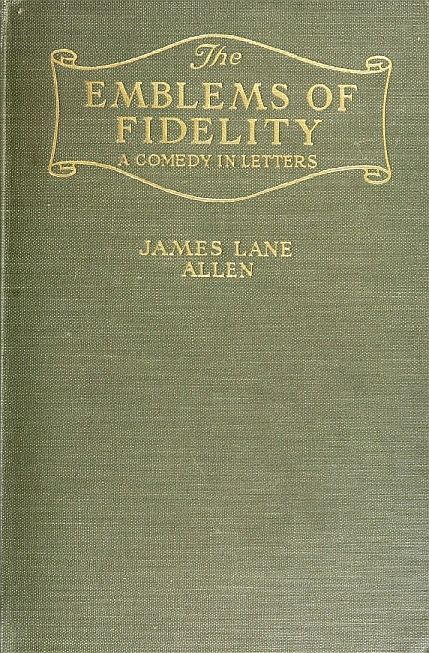 The
EMBLEMS OF
FIDELITY
A COMEDY IN LETTERS
JAMES LANE
ALLEN